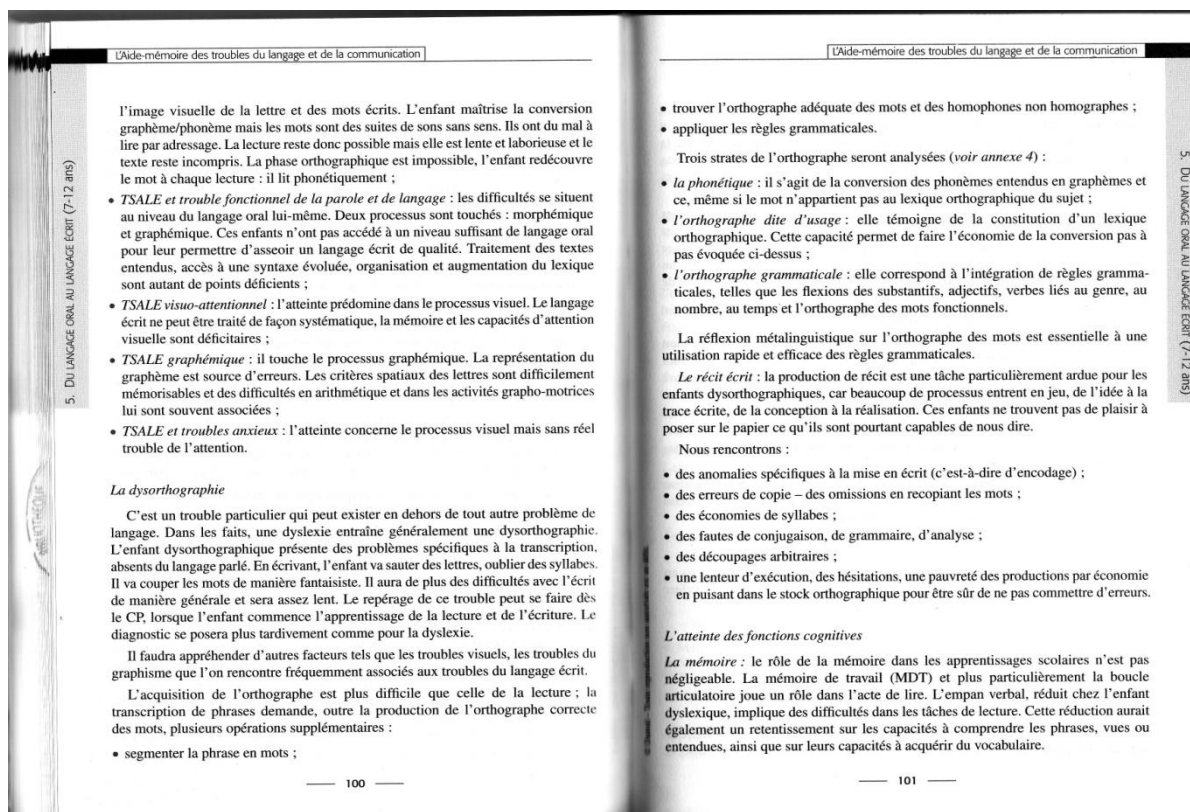 L'Aide-mémoire des troubles du langage et de la communication
5. DU LANGAGE ORAL AU LANGAGE ÉCRIT (7-12 ans)
l'image visuelle de la lettre et des mots écrits. L'enfant maîtrise la conversion
graphème/phonème mais les mots sont des suites de sons sans sens. Ils ont du mal à
lire par adressage. La lecture reste donc possible mais elle est lente et laborieuse et le
texte reste incompris. La phase orthographique est impossible, l'enfant redécouvre
le mot à chaque lecture : il lit phonétiquement ;
• TSALE et trouble fonctionnel de la parole et de langage : les difficultés se situent
au niveau du langage oral lui-même. Deux processus sont touchés : morphémique
et graphémique. Ces enfants n'ont pas accédé à un niveau suffisant de langage oral
pour leur permettre d'asseoir un langage écrit de qualité. Traitement des textes
entendus, accès à une syntaxe évoluée, organisation et augmentation du lexique
sont autant de points déficients ;
• TSALE visuo-attentionnel : l'atteinte prédomine dans le processus visuel. Le langage
écrit ne peut être traité de façon systématique, la mémoire et les capacités d'attention
visuelle sont déficitaires ;
• TSALE graphémique : il touche le processus graphémique. La représentation du
graphème est source d'erreurs. Les critères spatiaux des lettres sont difficilement
mémorisables et des difficultés en arithmétique et dans les activités grapho-motrices
lui sont souvent associées ;
• TSALE et troubles anxieux : l'atteinte concerne le processus visuel mais sans réel
trouble de l'attention.
La dysorthographie
C'est un trouble particulier qui peut exister en dehors de tout autre problème de
langage. Dans les faits, une dyslexie entraîne généralement une dysorthographie.
L'enfant dysorthographique présente des problèmes spécifiques à la transcription,
absents du langage parlé. En écrivant, l'enfant va sauter des lettres, oublier des syllabes.
Il va couper les mots de manière fantaisiste. Il aura de plus des difficultés avec l'écrit
de manière générale et sera assez lent. Le repérage de ce trouble peut se faire dès
le CP, lorsque l'enfant commence l'apprentissage de la lecture et de l'écriture. Le
diagnostic se posera plus tardivement comme pour la dyslexie.
Il faudra appréhender d'autres facteurs tels que les troubles visuels, les troubles du
graphisme que l'on rencontre fréquemment associés aux troubles du langage écrit.
L'acquisition de l'orthographe est plus difficile que celle de la lecture ; la
transcription de phrases demande, outre la production de l'orthographe correcte
des mots, plusieurs opérations supplémentaires :
• segmenter la phrase en mots ;
100
L'Aide-mémoire des troubles du langage et de la communication
• trouver l'orthographe adéquate des mots et des homophones non homographes ;
• appliquer les règles grammaticales.
Trois strates de l'orthographe seront analysées (voir annexe 4) :
• la phonétique : il s'agit de la conversion des phonèmes entendus en graphèmes et
ce, même si le mot n'appartient pas au lexique orthographique du sujet ;
• l'orthographe dite d'usage : elle témoigne de la constitution d'un lexique
orthographique. Cette capacité permet de faire l'économie de la conversion pas à
pas évoquée ci-dessus ;
• l'orthographe grammaticale : elle correspond à l'intégration de règles gramma-
ticales, telles que les flexions des substantifs, adjectifs, verbes liés au genre, au
nombre, au temps et l'orthographe des mots fonctionnels.
La réflexion métalinguistique sur l'orthographe des mots est essentielle à une
utilisation rapide et efficace des règles grammaticales.
Le récit écrit : la production de récit est une tâche particulièrement ardue pour les
enfants dysorthographiques, car beaucoup de processus entrent en jeu, de l'idée à la
trace écrite, de la conception à la réalisation. Ces enfants ne trouvent pas de plaisir à
poser sur le papier ce qu'ils sont pourtant capables de nous dire.
Nous rencontrons :
• des anomalies spécifiques à la mise en écrit (c'est-à-dire d'encodage) ;
• des erreurs de copie – des omissions en recopiant les mots ;
• des économies de syllabes ;
• des fautes de conjugaison, de grammaire, d'analyse ;
• des découpages arbitraires ;
• une lenteur d'exécution, des hésitations, une pauvreté des productions par économie
en puisant dans le stock orthographique pour être sûr de ne pas commettre d'erreurs.
L'atteinte des fonctions cognitives
La mémoire : le rôle de la mémoire dans les apprentissages scolaires n'est pas
négligeable. La mémoire de travail (MDT) et plus particulièrement la boucle
articulatoire joue un rôle dans l'acte de lire. L'empan verbal, réduit chez l'enfant
dyslexique, implique des difficultés dans les tâches de lecture. Cette réduction aurait
également un retentissement sur les capacités à comprendre les phrases, vues ou
entendues, ainsi que sur leurs capacités à acquérir du vocabulaire.
101
5. DU LANGAGE ORAL AU LANGAGE ÉCRIT (7-12 ans)